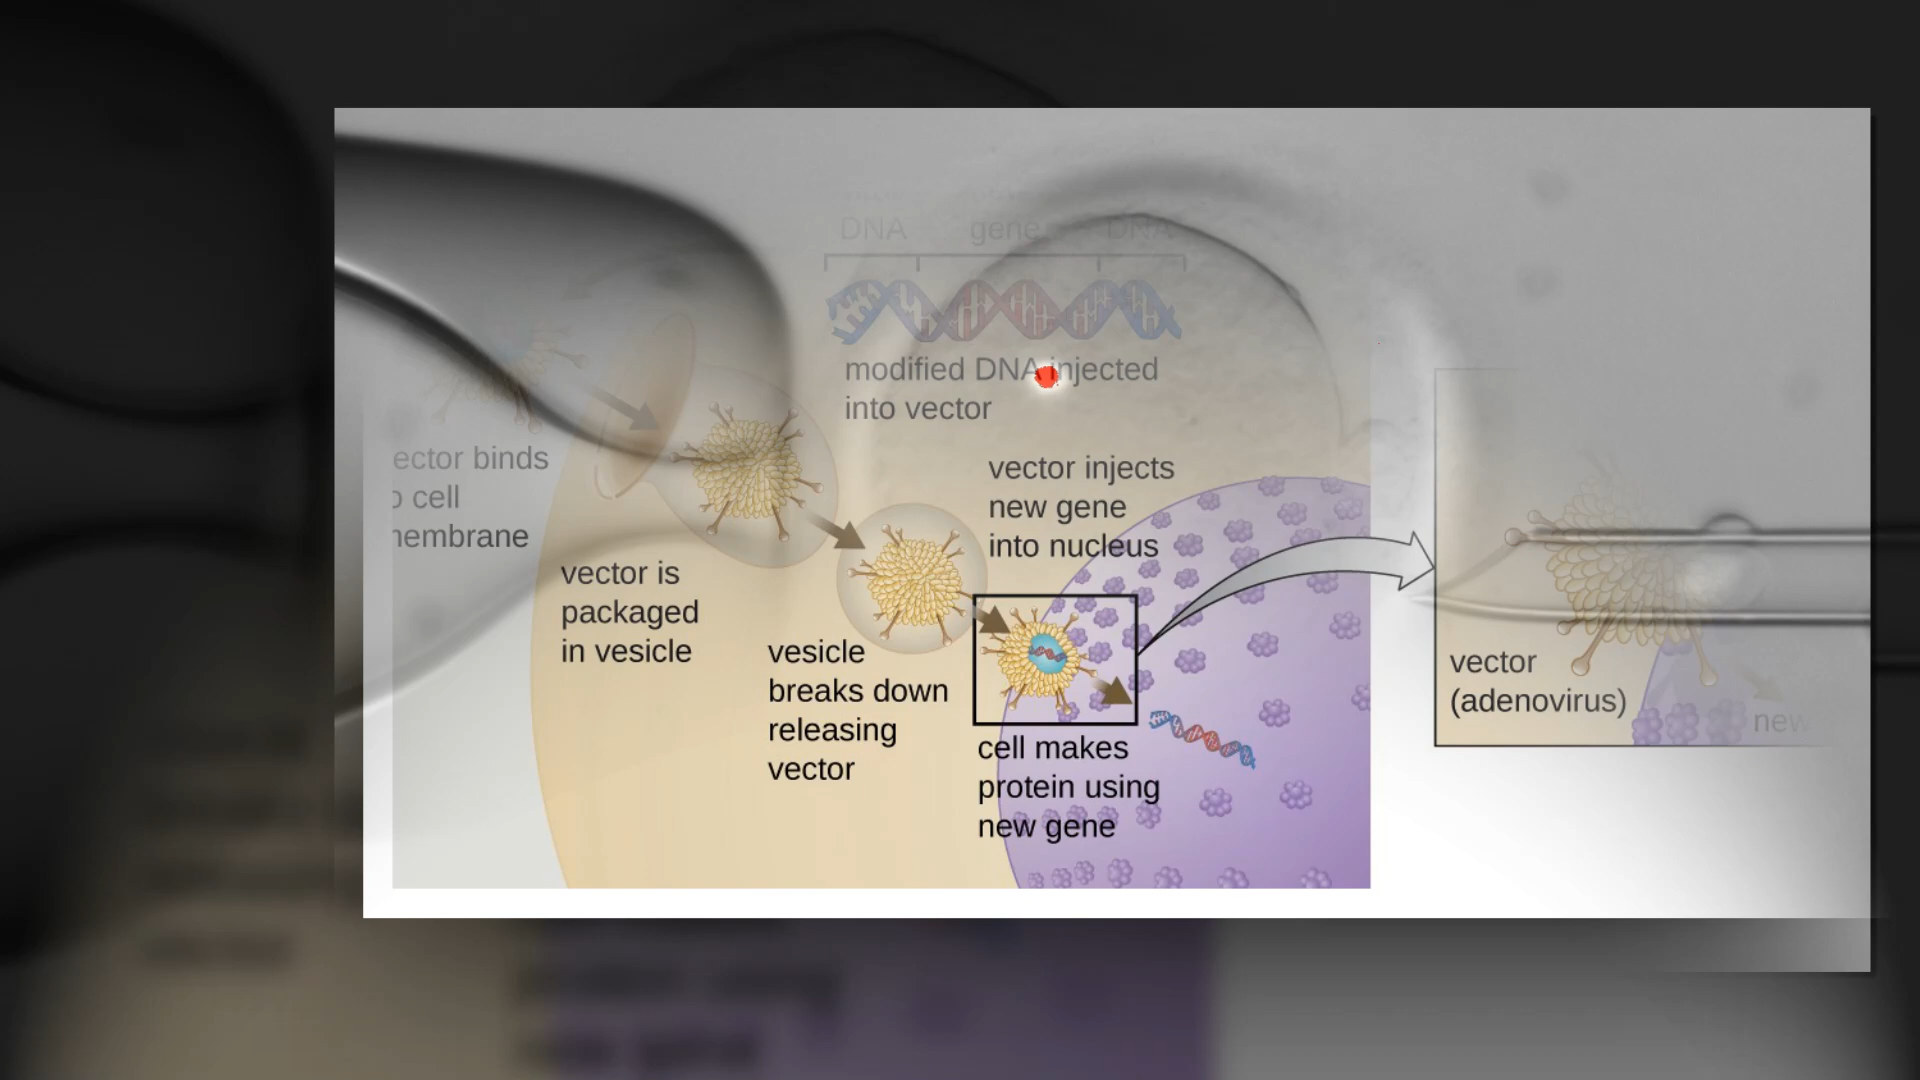 DNA gene DNA
modified DNA injected
into vector
ector binds
o cell
nembrane
vector injects
new gene
into nucleus
vector is
packaged
in vesicle
vesicle
breaks down
releasing
vector
cell makes
protein using
new gene
vector
(adenovirus)
new